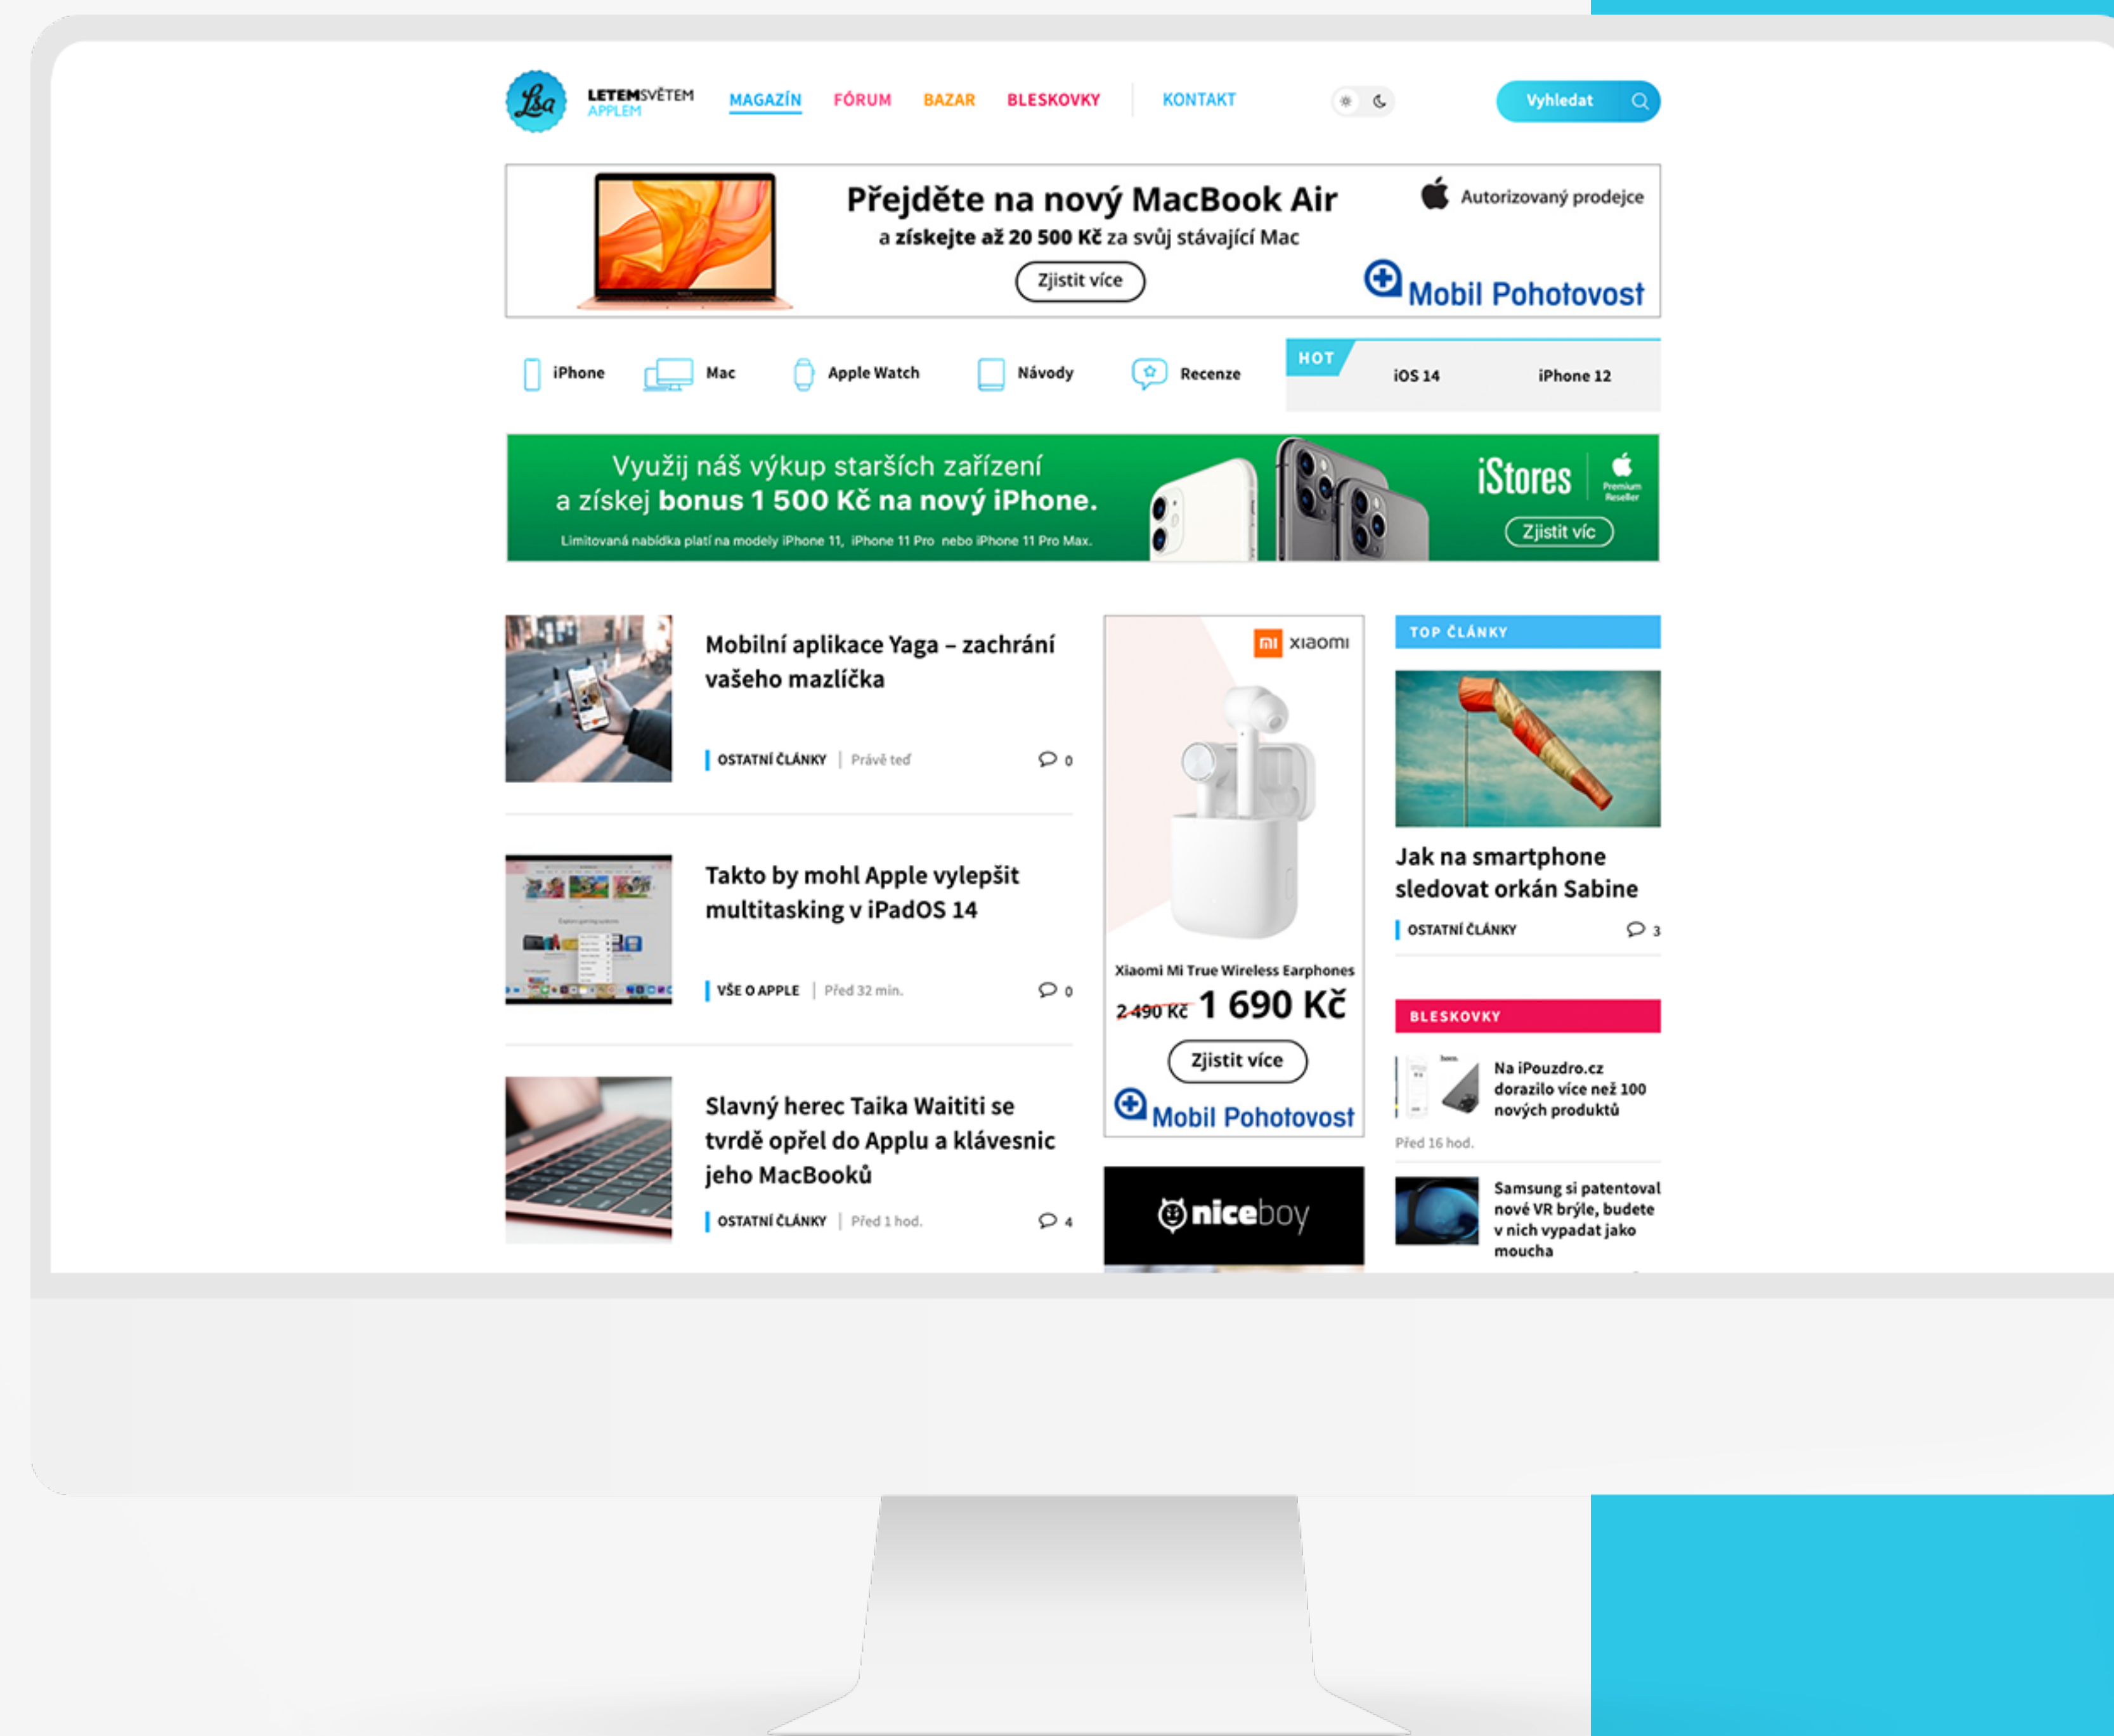 Lsa
LETEMSVĚTEM
APPLEM
MAGAZÍN
FÓRUM
BAZAR
BLESKOVKY
KONTAKT
Vyhledat
Přejděte na nový MacBook Air
a získejte až 20 500 Kč za svůj stávající Mac
Zjistit více
Autorizovaný prodejce
Mobil Pohotovost
iPhone
Mac
Apple Watch
Návody
Recenze
HOT
iOS 14
iPhone 12
Využij náš výkup starších zařízení
a získej bonus 1 500 Kč na nový iPhone.
Limitovaná nabídka platí na modely iPhone 11, iPhone 11 Pro nebo iPhone 11 Pro Max.
iStores
Premium
Reseller
Zjistit víc
Mobilní aplikace Yaga – zachrání
vašeho mazlíčka
OSTATNÍ ČLÁNKY | Právě teď 0
Takto by mohl Apple vylepšit
multitasking v iPadOS 14
VŠE O APPLE | Před 32 min. 0
Slavný herec Taika Waititi se
tvrdě opřel do Applu a klávesnic
jeho MacBooků
OSTATNÍ ČLÁNKY | Před 1 hod. 4
xiaomi
Xiaomi Mi True Wireless Earphones
2 490 Kč 1 690 Kč
Zjistit více
Mobil Pohotovost
niceboy
TOP ČLÁNKY
Jak na smartphone
sledovat orkán Sabine
OSTATNÍ ČLÁNKY 3
BLESKOVKY
Na iPouzdro.cz
dorazilo více než 100
nových produktů
Před 16 hod.
Samsung si patentoval
nové VR brýle, budete
v nich vypadat jako
moucha